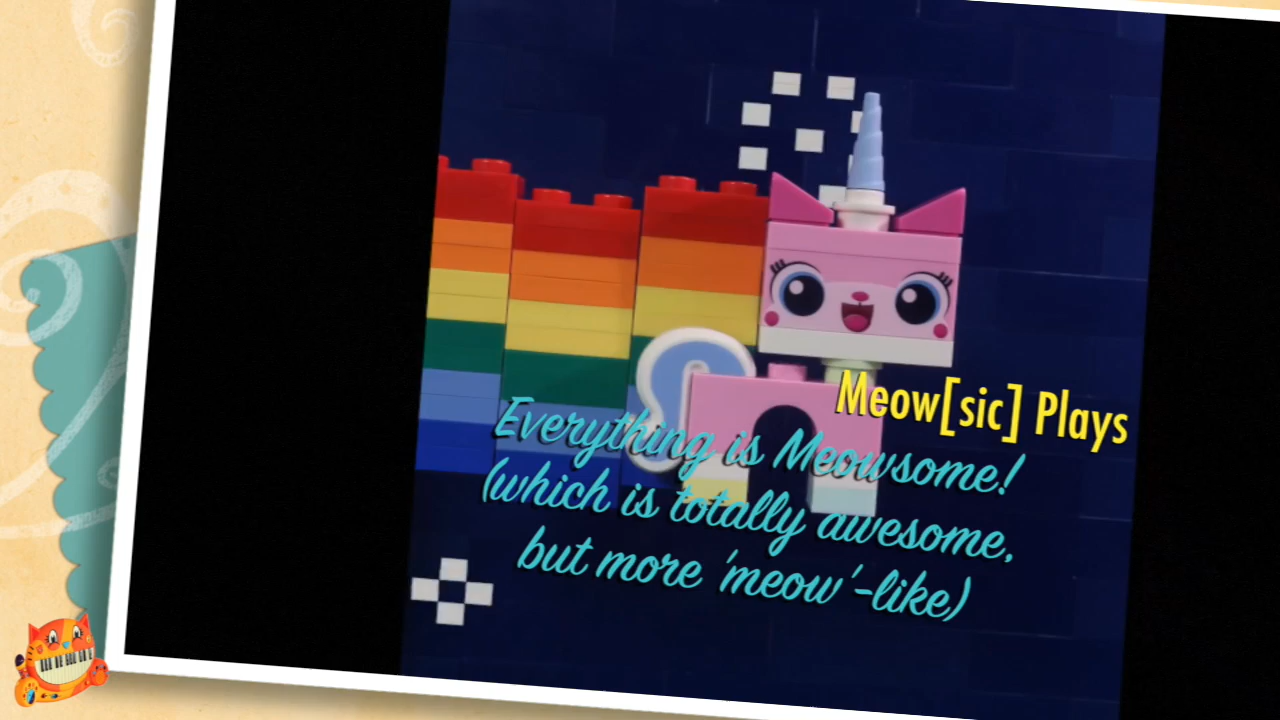 Meow[sic] Plays
Everything is Meowsome!
(which is totally awesome,
but more 'meow'-like)